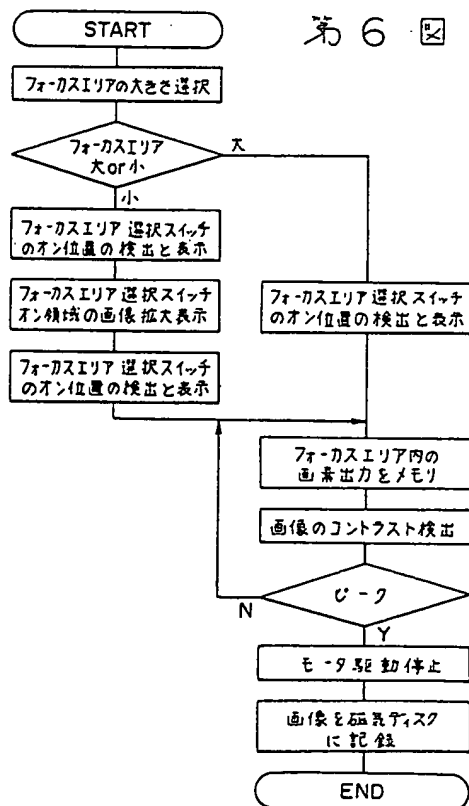 第6図
START
フォーカスエリアの大きさ選択
フォーカスエリア
大or小
大
小
フォーカスエリア選択スイッチ
のオン位置の検出と表示
フォーカスエリア選択スイッチ
オン領域の画像拡大表示
フォーカスエリア選択スイッチ
のオン位置の検出と表示
フォーカスエリア選択スイッチ
のオン位置の検出と表示
フォーカスエリア内の
画素出力をメモリ
画像のコントラスト検出
ピーク
N
Y
モータ駆動停止
画像を磁気ディスク
に記録
END